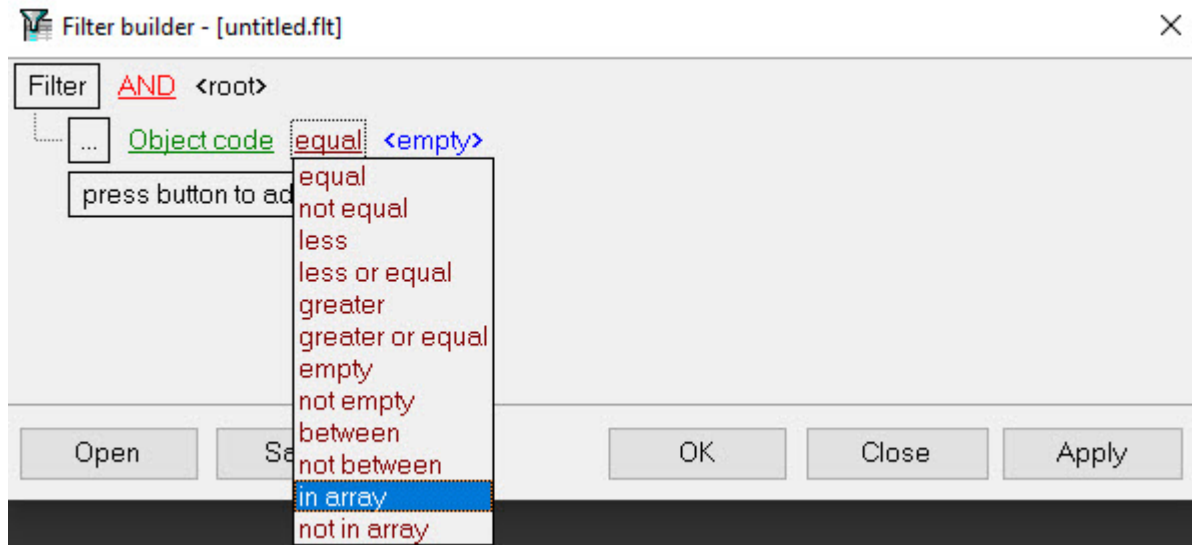 Filter builder - [untitled.flt]
Filter AND <root>
... Object code equal <empty>
press button to ad
equal
not equal
less
less or equal
greater
greater or equal
empty
not empty
between
not between
in array
not in array
Open Sa OK Close Apply